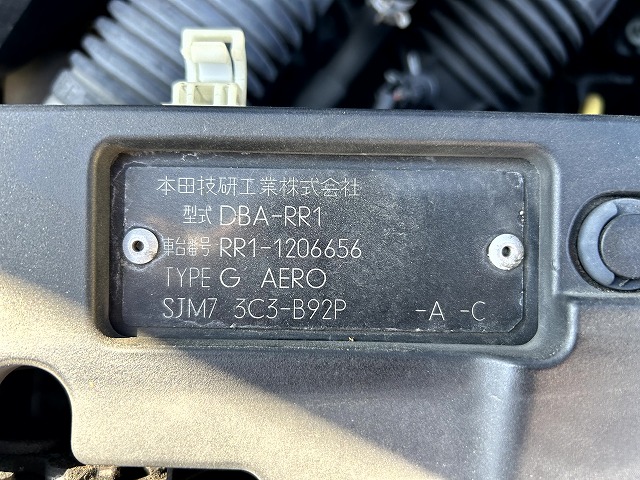 本田技研工業株式会社
型式 DBA-RR1
車台番号 RR1-1206656
TYPE G AERO
SJM7 3C3-B92P -A -C